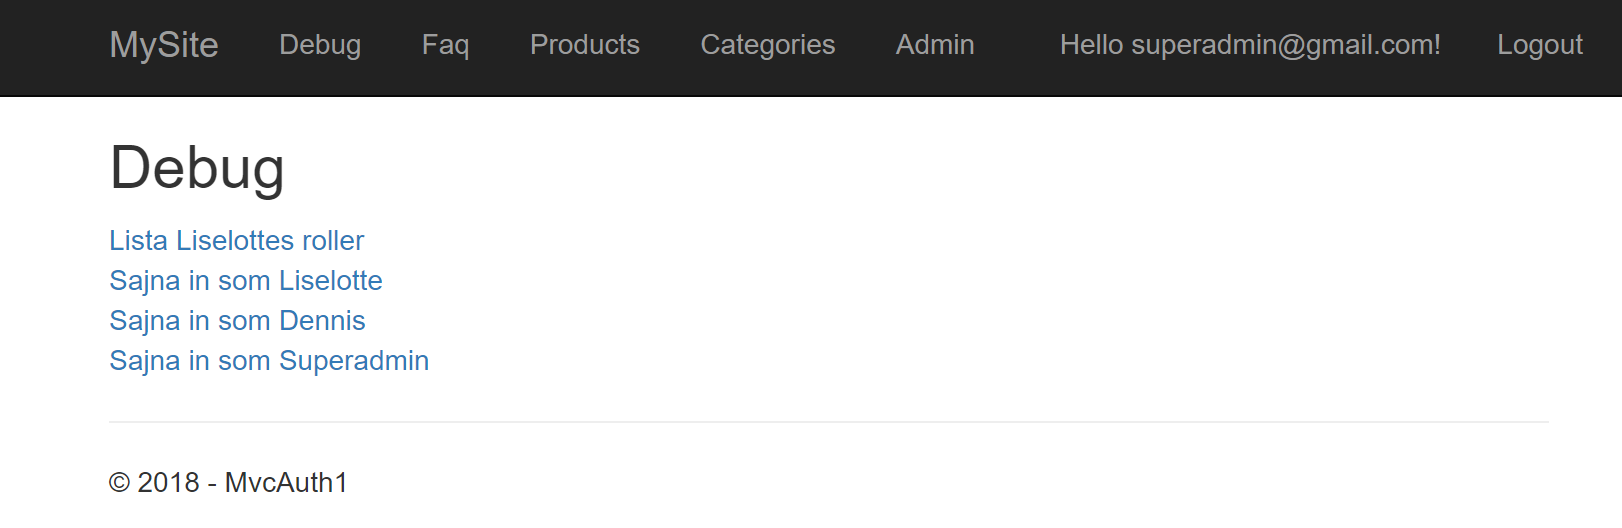 MySite Debug Faq Products Categories Admin Hello superadmin@gmail.com! Logout
Debug
Lista Liselottes roller
Sajna in som Liselotte
Sajna in som Dennis
Sajna in som Superadmin
© 2018 - MvcAuth1